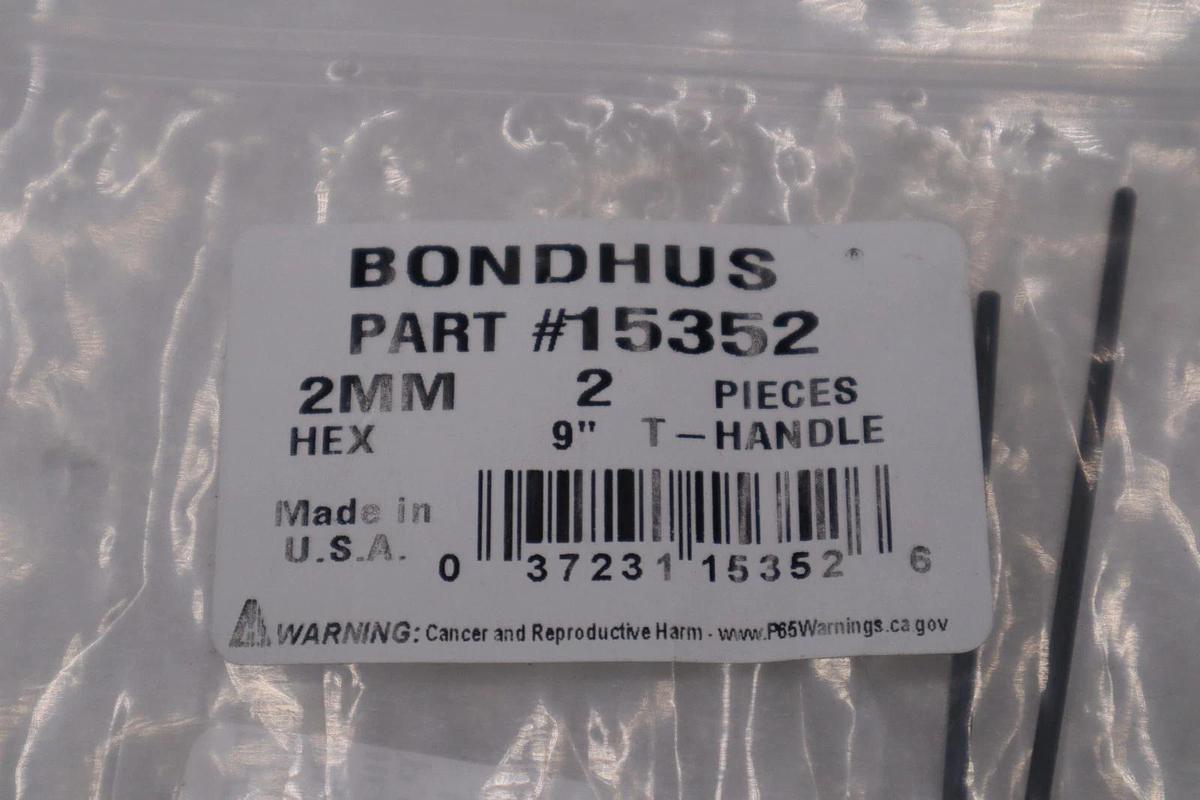 BONDHUS ®
PART #15352
2MM 2 PIECES
HEX 9" T-HANDLE
Made in
U.S.A.
0 37231 15352 6
WARNING: Cancer and Reproductive Harm - www.P65Warnings.ca.gov